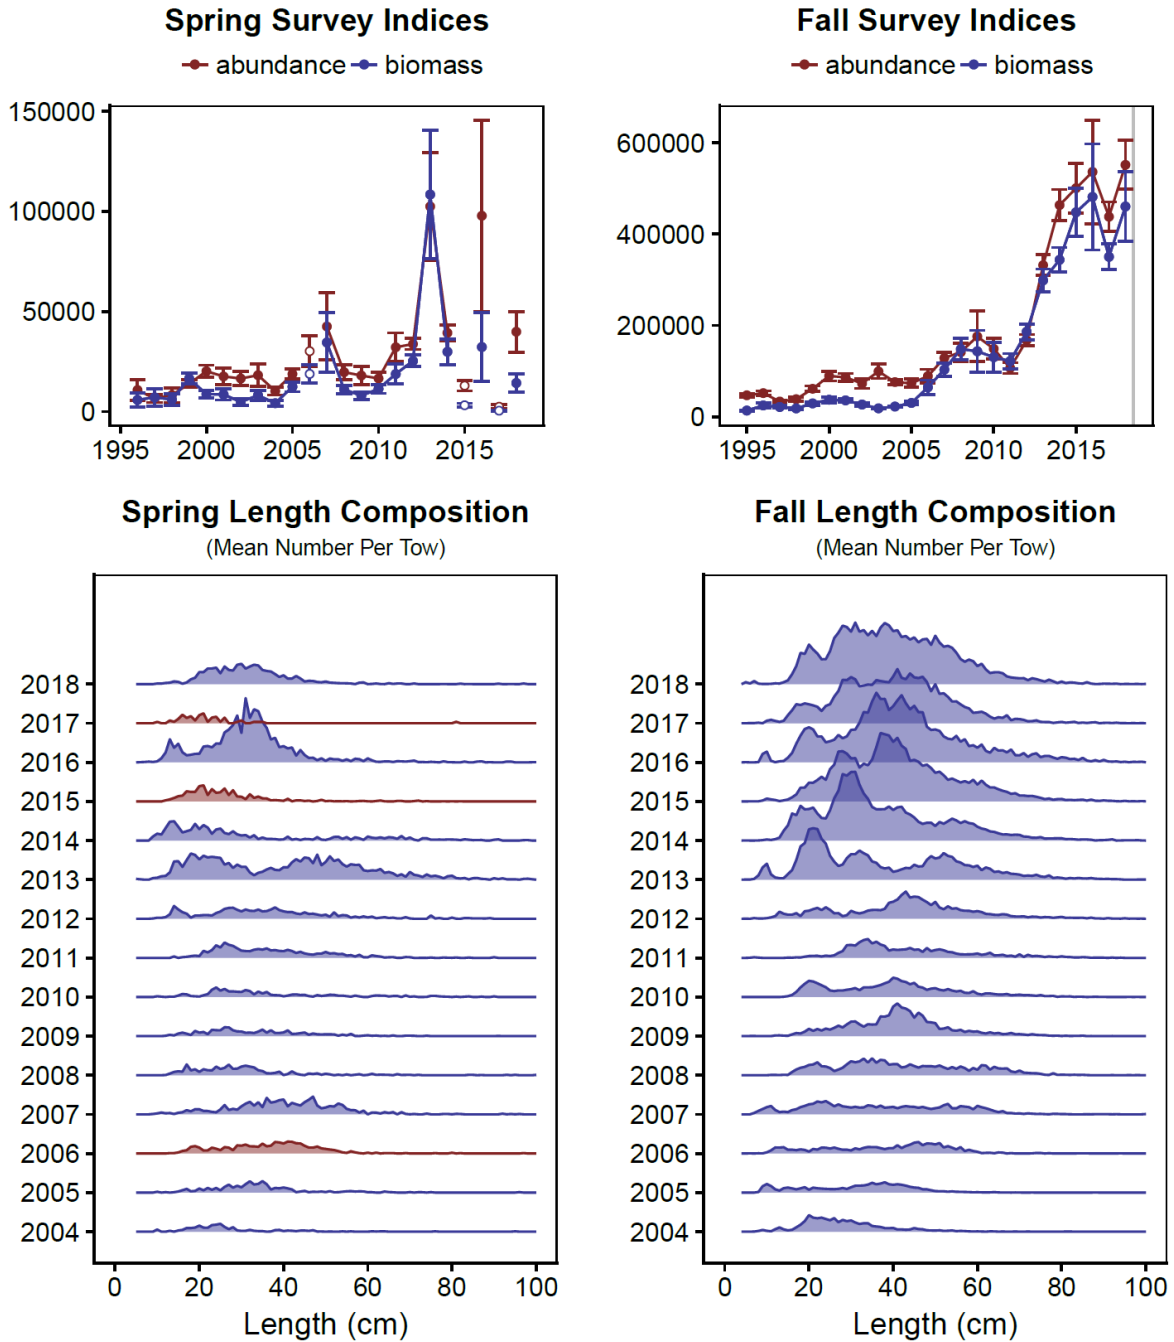 Spring Survey Indices
abundance biomass
150000
100000
50000
0
1995 2000 2005 2010 2015
Fall Survey Indices
abundance biomass
600000
400000
200000
0
1995 2000 2005 2010 2015
Spring Length Composition
(Mean Number Per Tow)
2018
2017
2016
2015
2014
2013
2012
2011
2010
2009
2008
2007
2006
2005
2004
0 20 40 60 80 100
Length (cm)
Fall Length Composition
(Mean Number Per Tow)
2018
2017
2016
2015
2014
2013
2012
2011
2010
2009
2008
2007
2006
2005
2004
0 20 40 60 80 100
Length (cm)